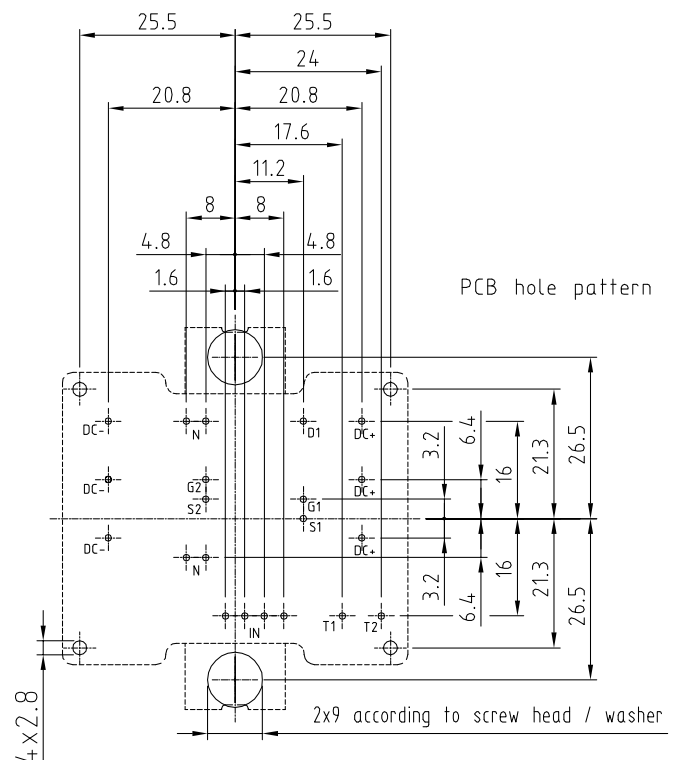 25.5 25.5
24
20.8 20.8
17.6
11.2
8 8
4.8 4.8
1.6 1.6
PCB hole pattern
DC- N D1 DC+
DC- G2 DC+
S2 G1
S1
DC- DC+
N
IN T1 T2
3.2 6.4 16 21.3 26.5
3.2 6.4 16 21.3 26.5
4x2.8
2x9 according to screw head / washer